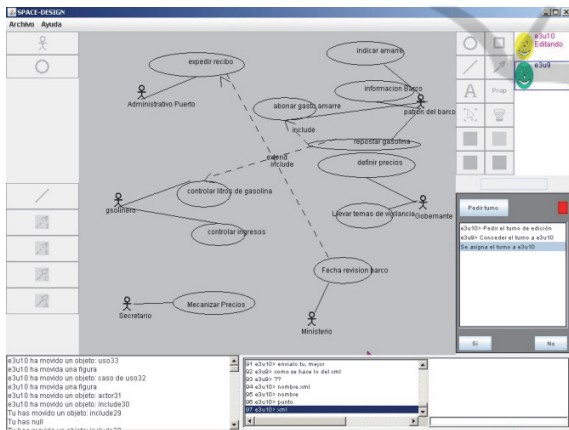 SPACE-DESIGN
Archivo Ayuda
e3u10
Editando
e3u9
A
Prop
indicar amarre
expedir recibo
informacion Barco
Administrativo Puerto
abonar gasto amarre
patron del barco
include
repostar gasolina
extend
include
definir precios
controlar litros de gasolina
gsolinero
Llevar temas de vigilancia
Gobernante
controlar ingresos
Fecha revision barco
Mecanizar Precios
Secretario
Ministerio
Pedir turno
e3u10> Pedir el turno de edición
e3u9> Conceder el turno a e3u10
Se asigna el turno a e3u10
Si
No
e3u10 ha movido un objeto: uso33
e3u10 ha movida una figura
e3u10 ha movido un objeto: caso de uso32
e3u10 ha movida una figura
e3u10 ha movido un objeto: actor31
e3u10 ha movido un objeto: include30
Tu has movido un objeto: include29
Tu has null
91 e3u10> envialo tu, mejor
92 e3u9> como se hace lo del xml
93 e3u9> ??
94 e3u10> nombre.xml
95 e3u10> nombre
96 e3u10> punto
97 e3u10> xml